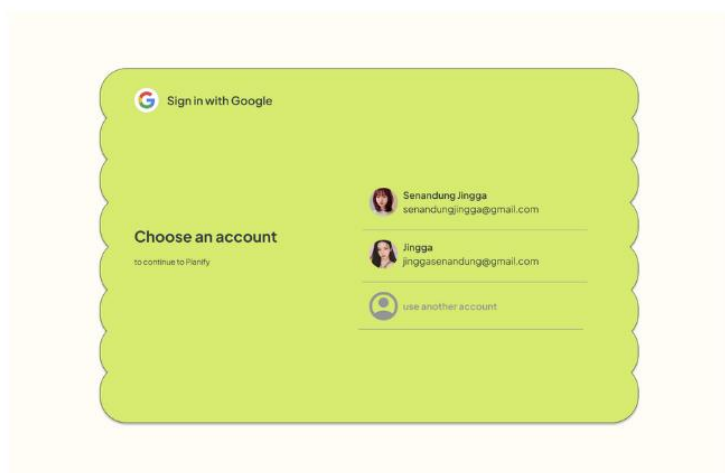 Sign in with Google
Choose an account
to continue to Planify
Senandung Jingga
senandungjingga@gmail.com
Jingga
jinggasenandung@gmail.com
use another account